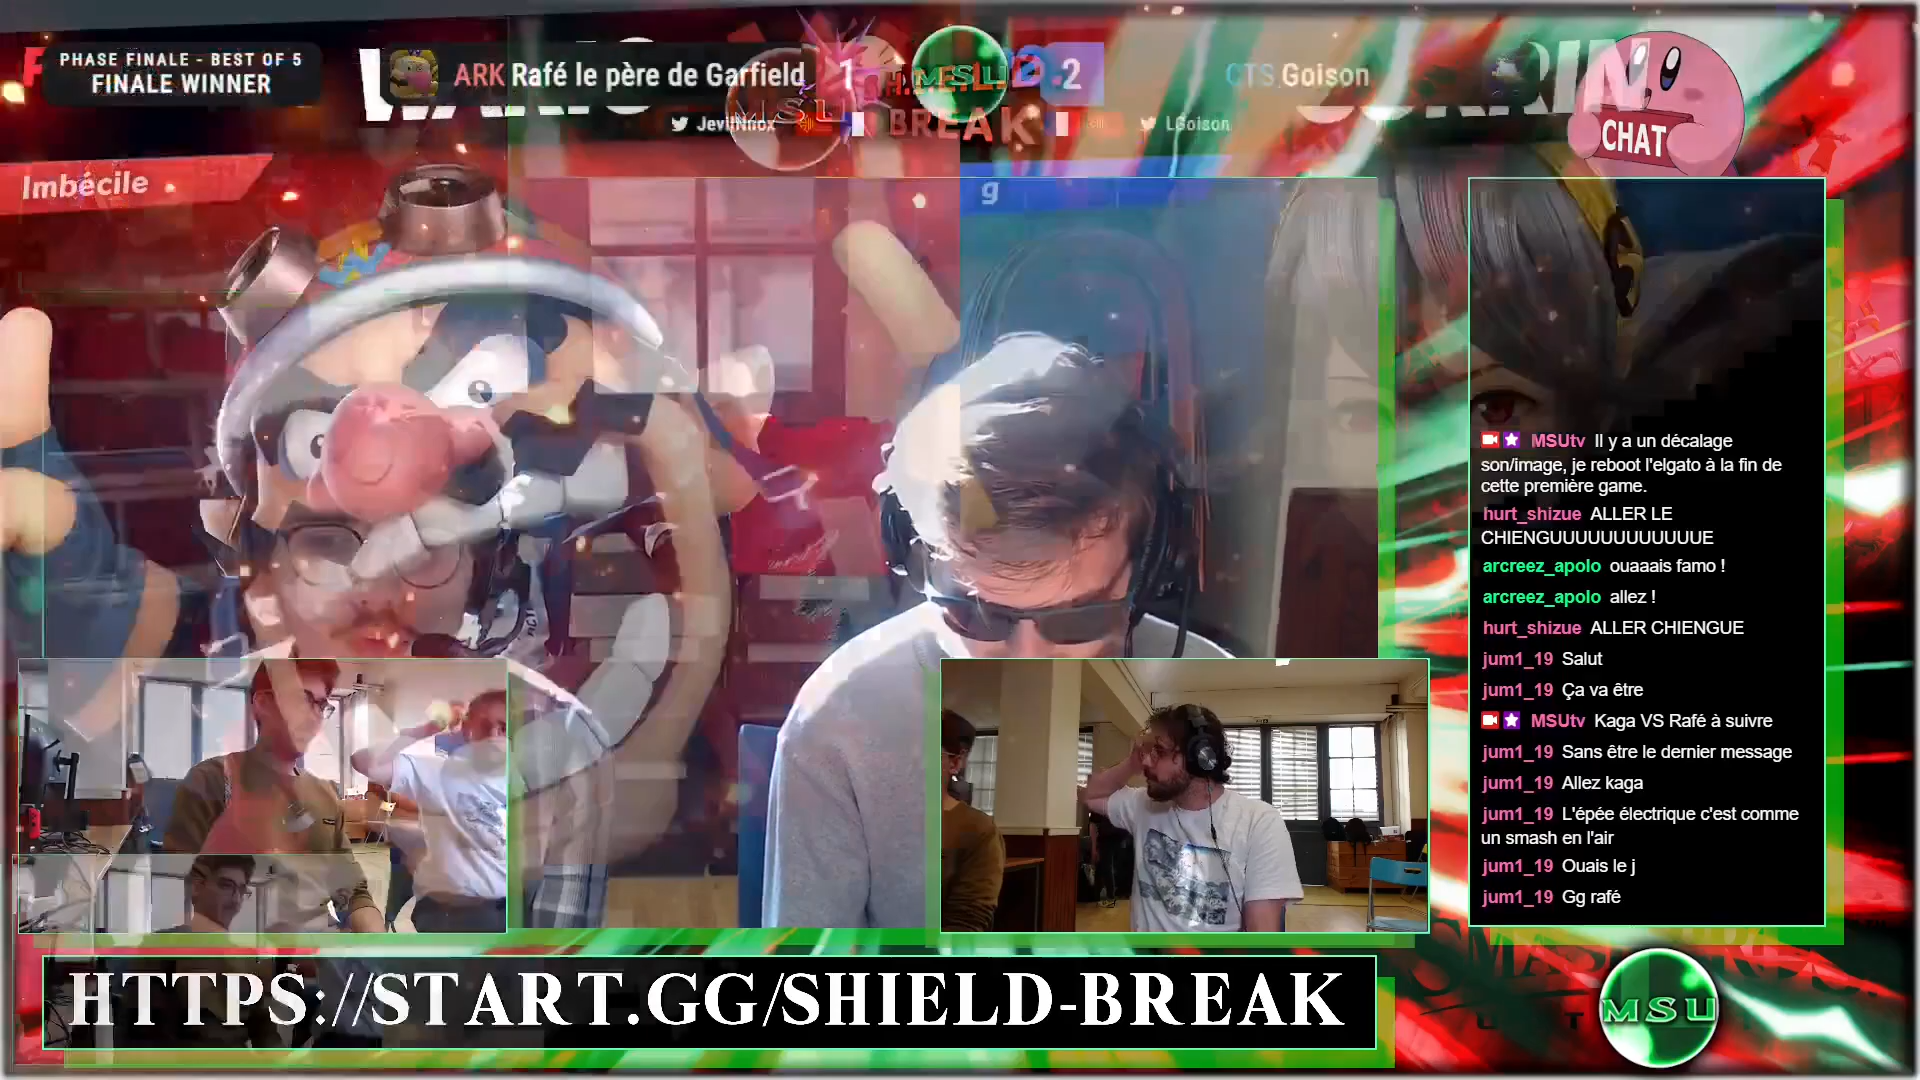 PHASE FINALE - BEST OF 5
FINALE WINNER
ARK Rafé le père de Garfield
1
MSU
2
CTS Goison
LGoison
MSU
BREAK
CHAT
Imbécile
g
MSUtv Il y a un décalage
son/image, je reboot l'elgato à la fin de
cette première game.
hurt_shizue ALLER LE
CHIENGUUUUUUUUUUUUE
arcreez_apolo ouaaais famo !
arcreez_apolo allez !
hurt_shizue ALLER CHIENGUE
jum1_19 Salut
jum1_19 Ça va être
MSUtv Kaga VS Rafé à suivre
jum1_19 Sans être le dernier message
jum1_19 Allez kaga
jum1_19 L'épée électrique c'est comme
un smash en l'air
jum1_19 Ouais le j
jum1_19 Gg rafé
HTTPS://START.GG/SHIELD-BREAK
MSU